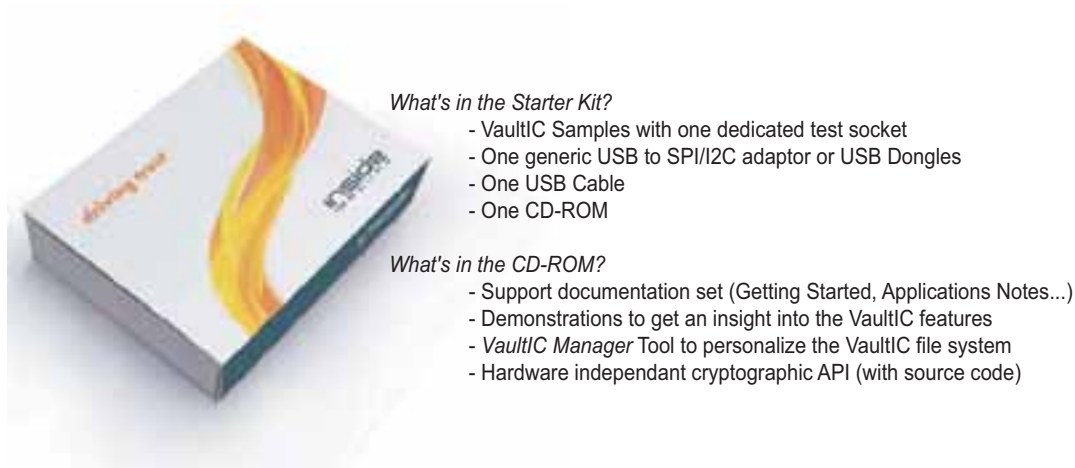 driving trust
inside
What's in the Starter Kit?
- VaultIC Samples with one dedicated test socket
- One generic USB to SPI/I2C adaptor or USB Dongles
- One USB Cable
- One CD-ROM
What's in the CD-ROM?
- Support documentation set (Getting Started, Applications Notes...)
- Demonstrations to get an insight into the VaultIC features
- VaultIC Manager Tool to personalize the VaultIC file system
- Hardware independant cryptographic API (with source code)